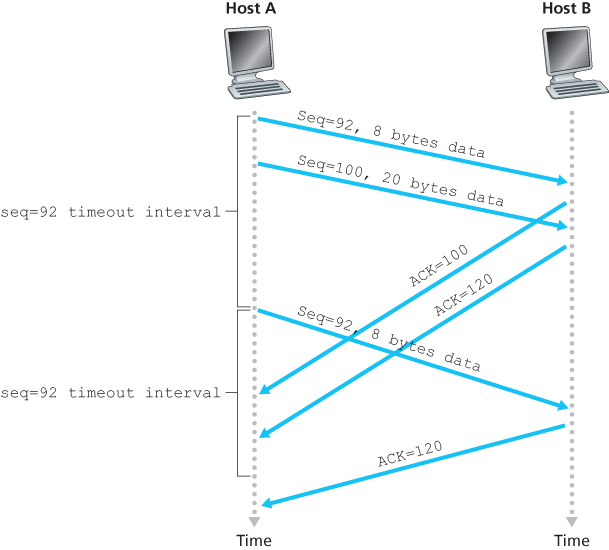 Host A
Host B
Seq=92, 8 bytes data
Seq=100, 20 bytes data
seq=92 timeout interval
ACK=100
ACK=120
Seq=92, 8 bytes data
seq=92 timeout interval
ACK=120
Time
Time